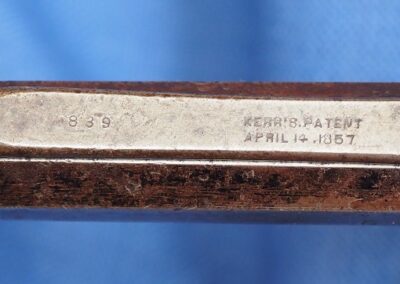 839
KERR'S.PATENT
APRIL 14.1857